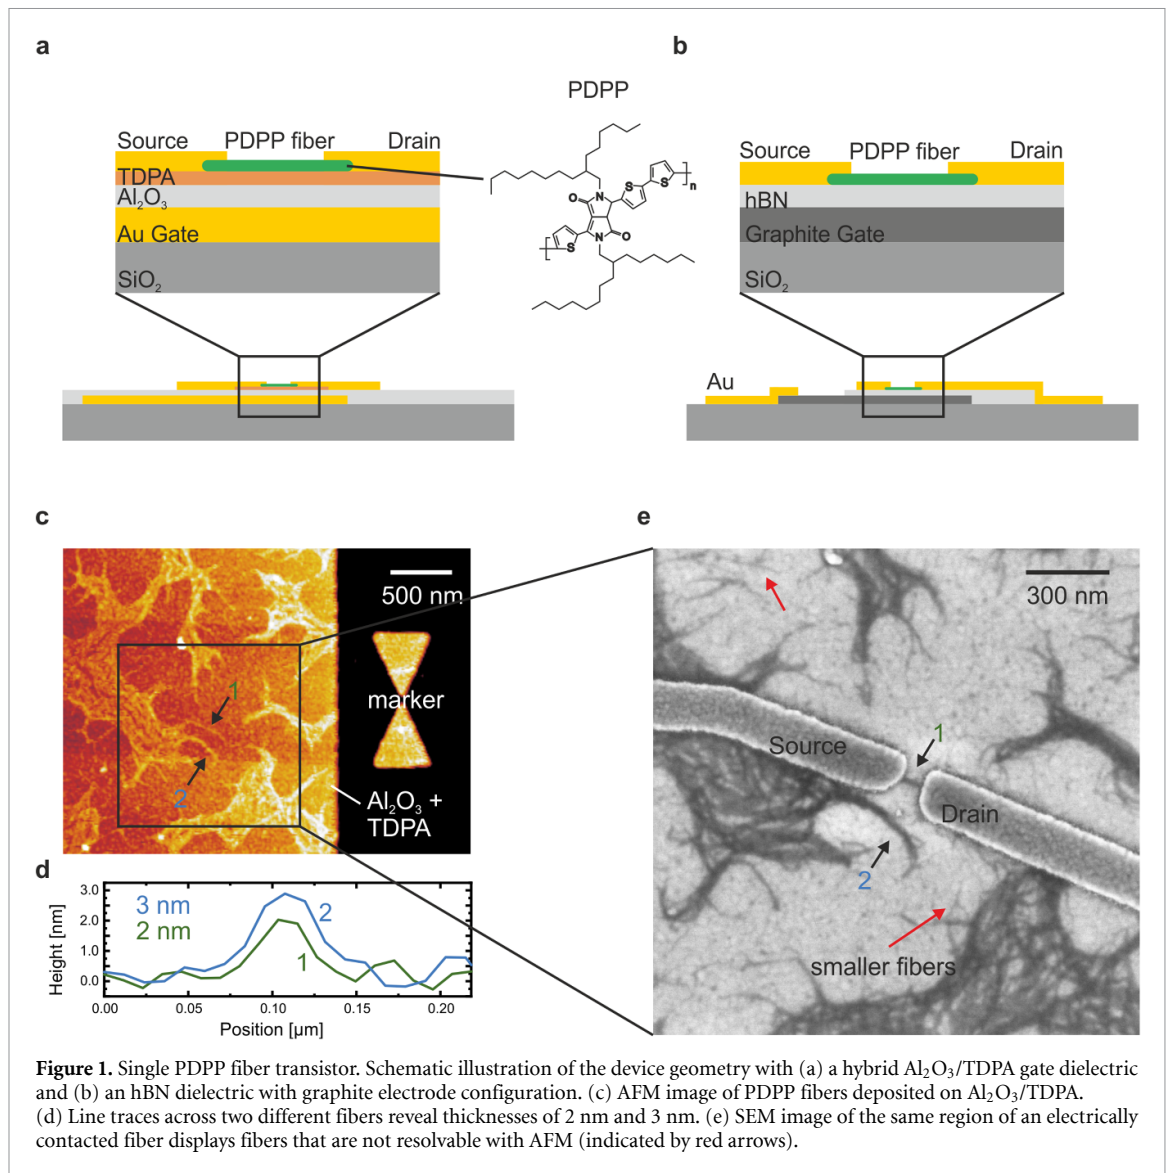 a
b
PDPP
Source
PDPP fiber
Drain
TDPA
Al₂O₃
Au Gate
SiO₂
N
O
S
S
N
O
S
n
Source
PDPP fiber
Drain
hBN
Graphite Gate
SiO₂
Au
c
500 nm
marker
1
2
Al₂O₃ +
TDPA
d
3.0
2.0
1.0
0.0
Height [nm]
3 nm
2 nm
2
1
0.00
0.05
0.10
0.15
0.20
Position [µm]
e
300 nm
Source
1
Drain
2
smaller fibers
Figure 1. Single PDPP fiber transistor. Schematic illustration of the device geometry with (a) a hybrid Al₂O₃/TDPA gate dielectric
and (b) an hBN dielectric with graphite electrode configuration. (c) AFM image of PDPP fibers deposited on Al₂O₃/TDPA.
(d) Line traces across two different fibers reveal thicknesses of 2 nm and 3 nm. (e) SEM image of the same region of an electrically
contacted fiber displays fibers that are not resolvable with AFM (indicated by red arrows).